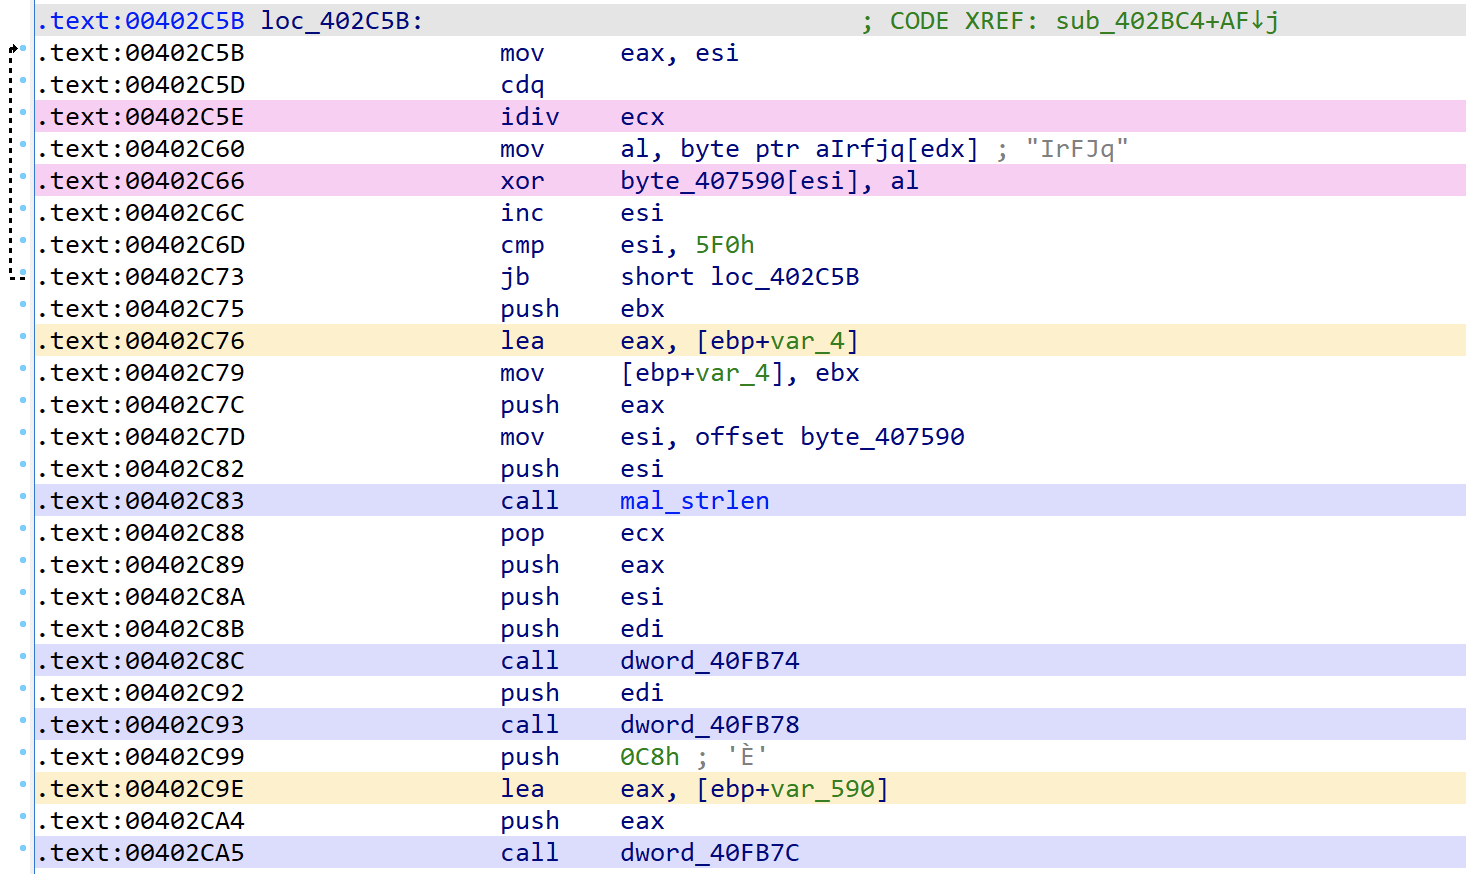 .text:00402C5B loc_402C5B: ; CODE XREF: sub_402BC4+AF↓j
.text:00402C5B mov eax, esi
.text:00402C5D cdq
.text:00402C5E idiv ecx
.text:00402C60 mov al, byte ptr aIrfjq[edx] ; "IrFJq"
.text:00402C66 xor byte_407590[esi], al
.text:00402C6C inc esi
.text:00402C6D cmp esi, 5F0h
.text:00402C73 jb short loc_402C5B
.text:00402C75 push ebx
.text:00402C76 lea eax, [ebp+var_4]
.text:00402C79 mov [ebp+var_4], ebx
.text:00402C7C push eax
.text:00402C7D mov esi, offset byte_407590
.text:00402C82 push esi
.text:00402C83 call mal_strlen
.text:00402C88 pop ecx
.text:00402C89 push eax
.text:00402C8A push esi
.text:00402C8B push edi
.text:00402C8C call dword_40FB74
.text:00402C92 push edi
.text:00402C93 call dword_40FB78
.text:00402C99 push 0C8h ; 'È'
.text:00402C9E lea eax, [ebp+var_590]
.text:00402CA4 push eax
.text:00402CA5 call dword_40FB7C